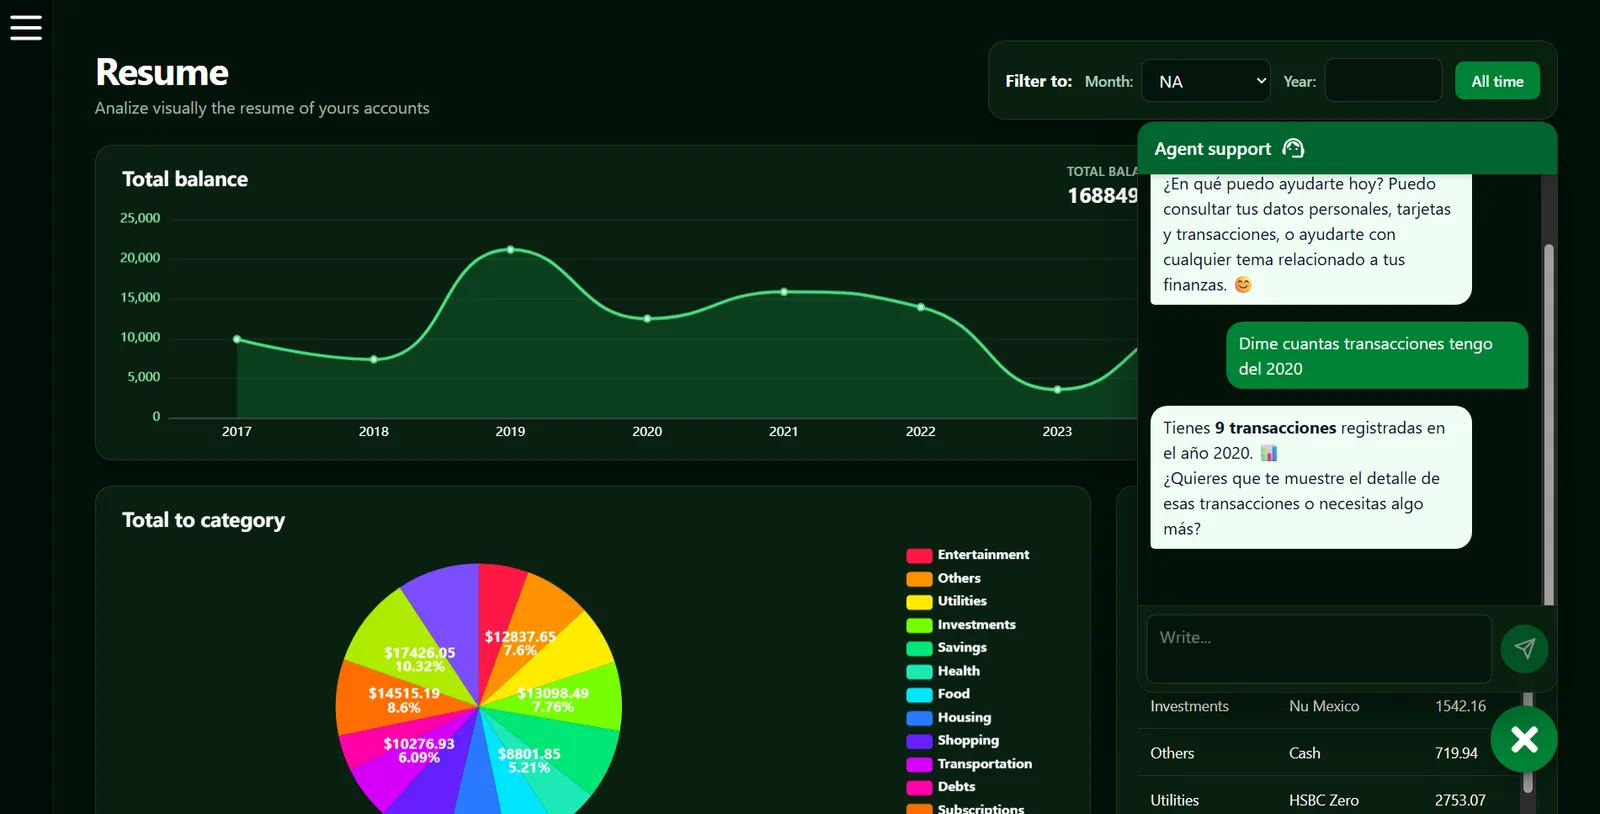 Resume
Analize visually the resume of yours accounts
Filter to:
Month:
NA
Year:
All time
Total balance
TOTAL BALA
168849
25,000
20,000
15,000
10,000
5,000
0
2017
2018
2019
2020
2021
2022
2023
Agent support
¿En qué puedo ayudarte hoy? Puedo
consultar tus datos personales, tarjetas
y transacciones, o ayudarte con
cualquier tema relacionado a tus
finanzas. 😊
Dime cuantas transacciones tengo
del 2020
Tienes 9 transacciones registradas en
el año 2020. 📊
¿Quieres que te muestre el detalle de
esas transacciones o necesitas algo
más?
Write...
Total to category
$12837.65
7.6%
$17426.05
10.32%
$14515.19
8.6%
$13098.49
7.76%
$10276.93
6.09%
$8801.85
5.21%
Entertainment
Others
Utilities
Investments
Savings
Health
Food
Housing
Shopping
Transportation
Debts
Subscriptions
Investments Nu Mexico 1542.16
Others Cash 719.94
Utilities HSBC Zero 2753.07